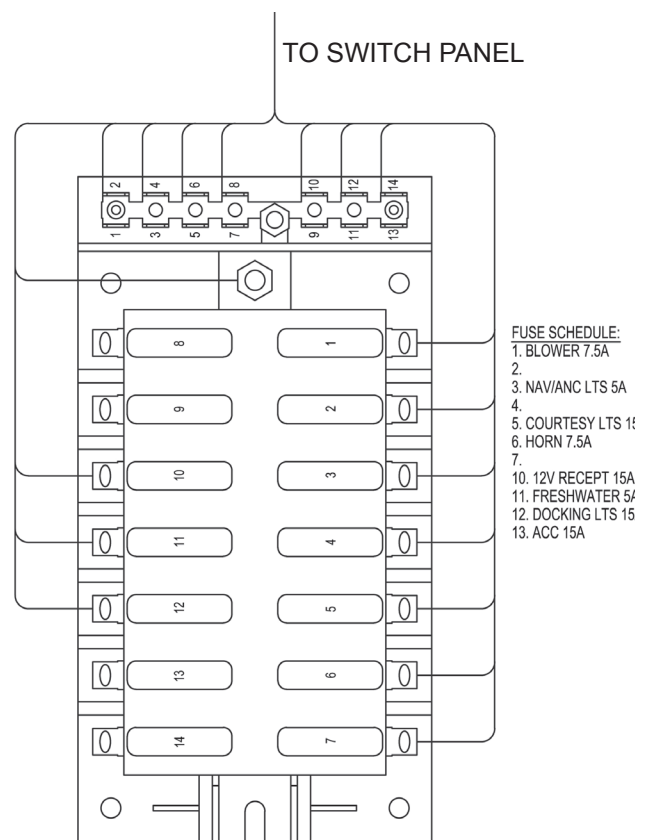 TO SWITCH PANEL
2 4 6 8 10 12 14
1 3 5 7 9 11 13
8 1
9 2
10 3
11 4
12 5
13 6
14 7
FUSE SCHEDULE:
1. BLOWER 7.5A
2.
3. NAV/ANC LTS 5A
4.
5. COURTESY LTS 15
6. HORN 7.5A
7.
10. 12V RECEPT 15A
11. FRESHWATER 5A
12. DOCKING LTS 15
13. ACC 15A